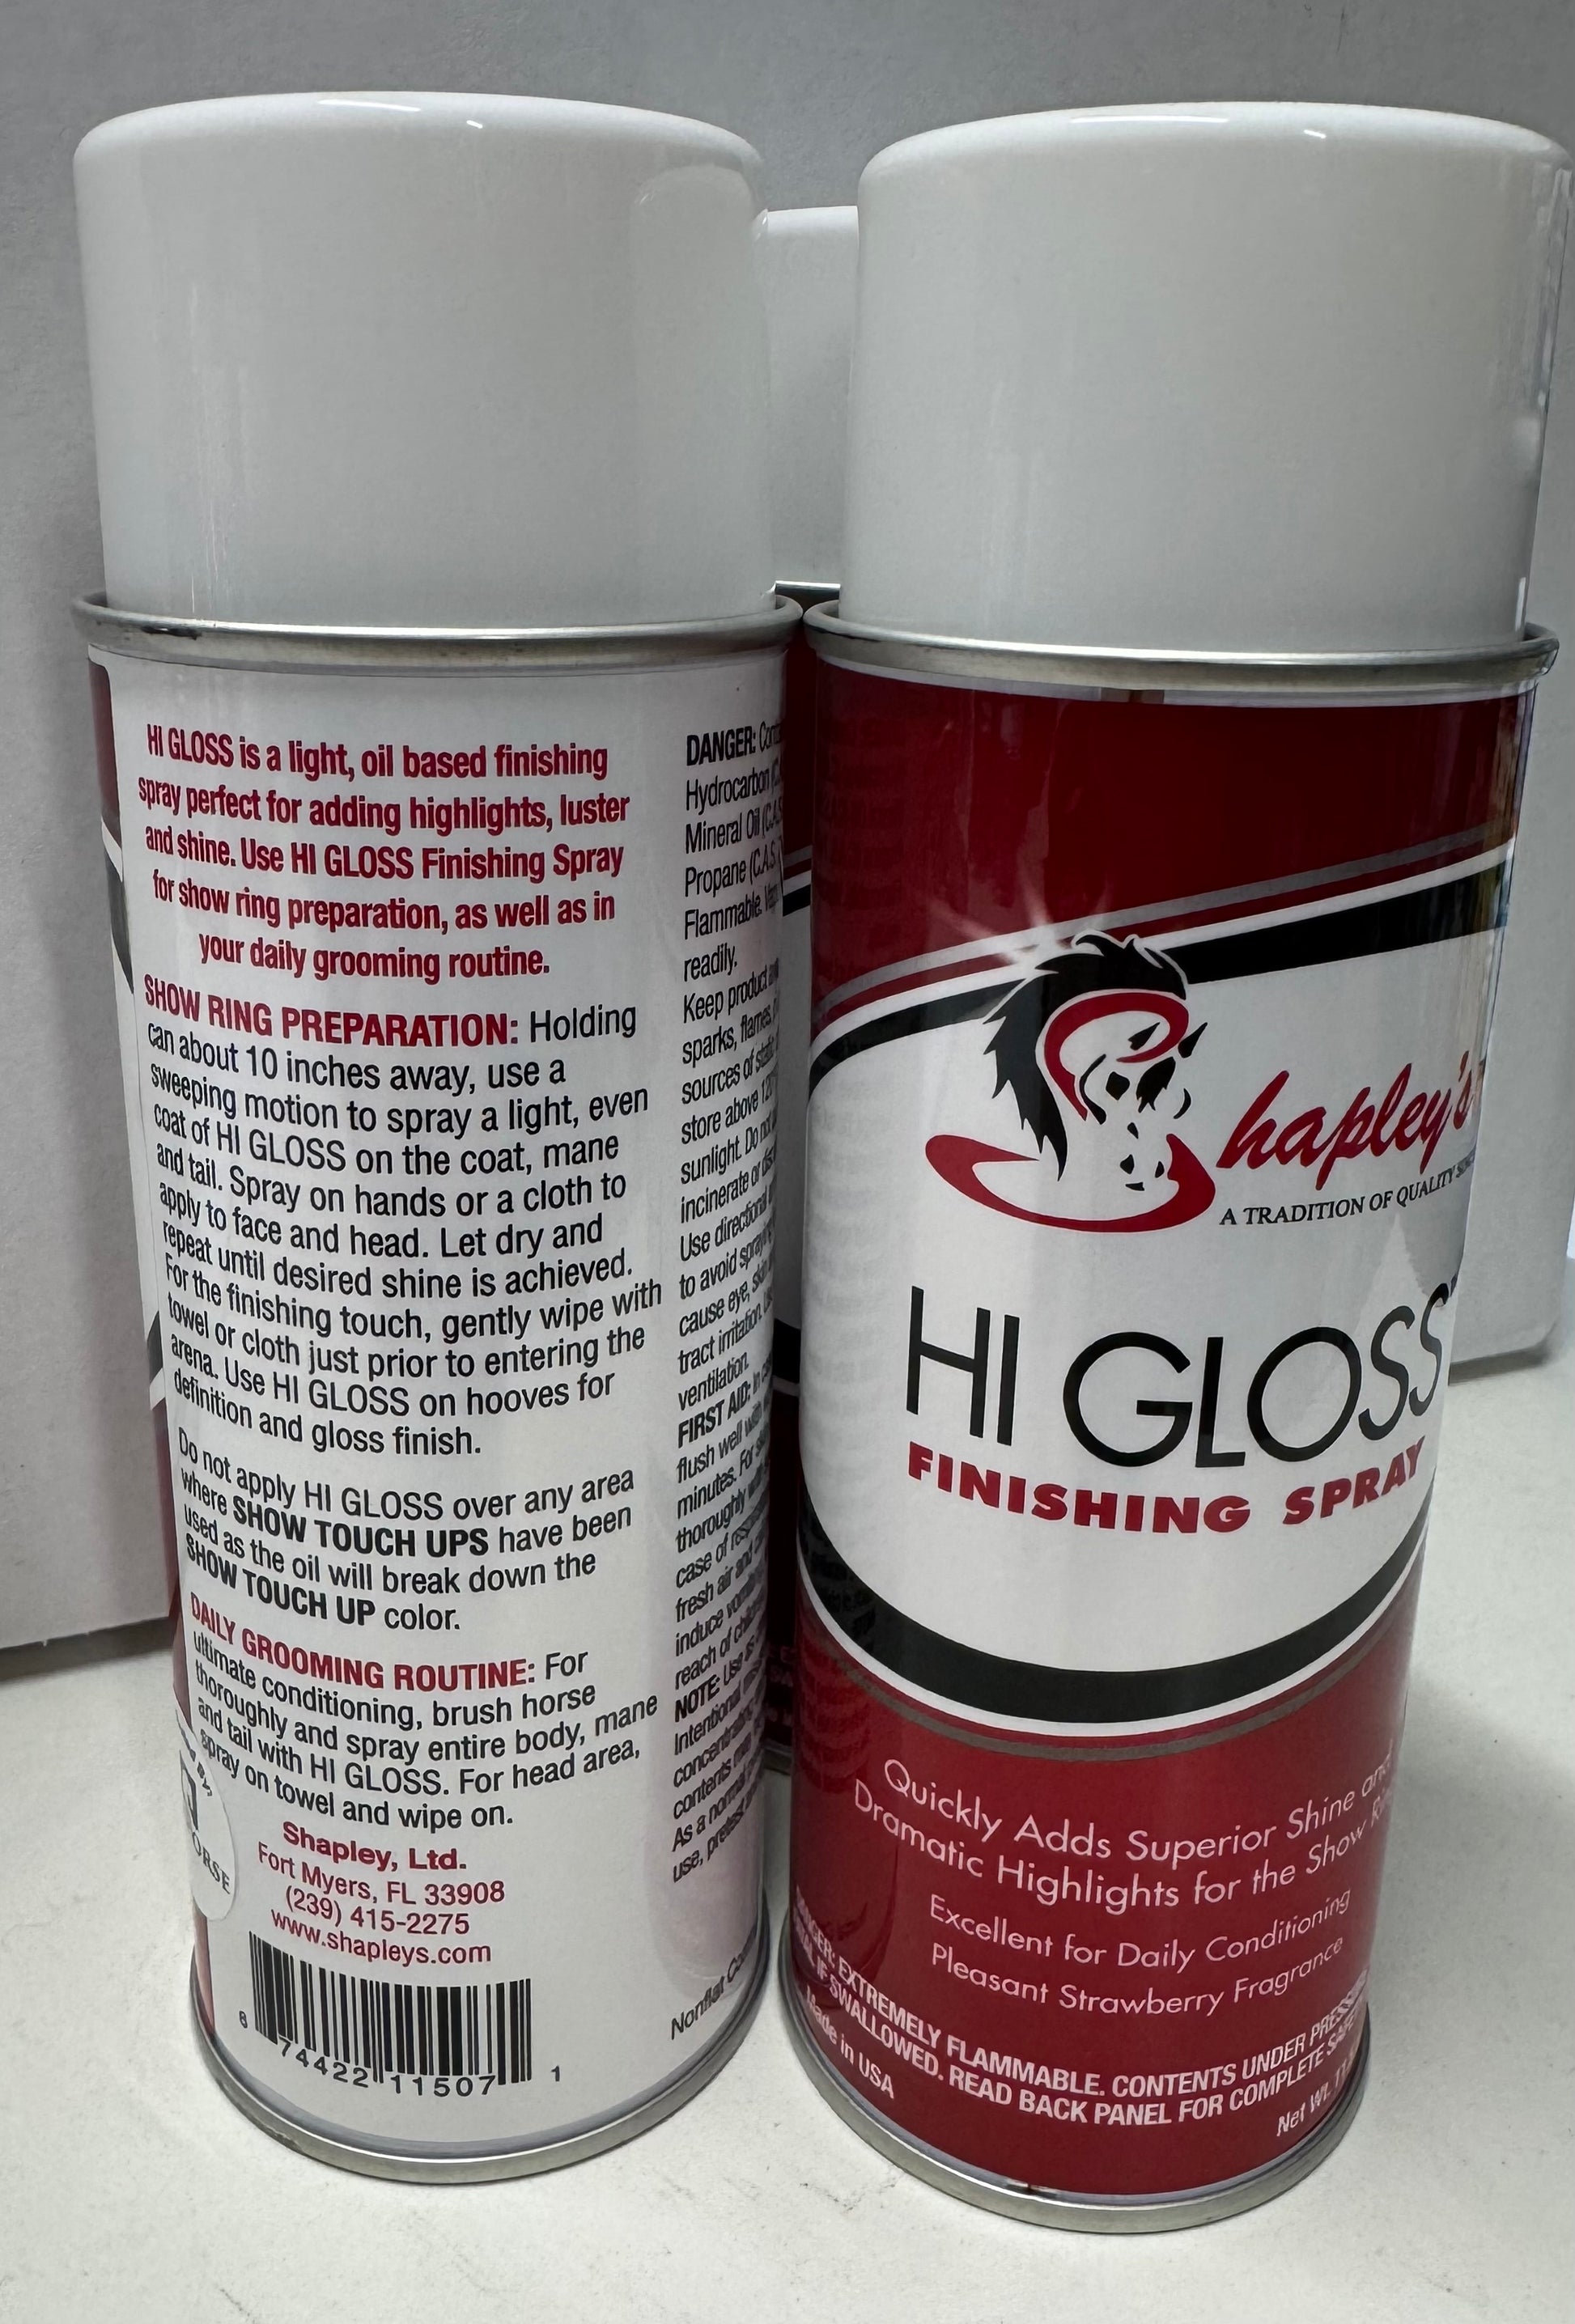 HI GLOSS is a light, oil based finishing
spray perfect for adding highlights, luster
and shine. Use HI GLOSS Finishing Spray
for show ring preparation, as well as in
your daily grooming routine.
SHOW RING PREPARATION: Holding
can about 10 inches away, use a
sweeping motion to spray a light, even
coat of HI GLOSS on the coat, mane
and tail. Spray on hands or a cloth to
apply to face and head. Let dry and
repeat until desired shine is achieved.
For the finishing touch, gently wipe with
towel or cloth just prior to entering the
arena. Use HI GLOSS on hooves for
definition and gloss finish.
Do not apply HI GLOSS over any area
where SHOW TOUCH UPS have been
used as the oil will break down the
SHOW TOUCH UP color.
DAILY GROOMING ROUTINE: For
ultimate conditioning, brush horse
thoroughly and spray entire body, mane
and tail with HI GLOSS. For head area,
spray on towel and wipe on.
Shapley, Ltd.
Fort Myers, FL 33908
(239) 415-2275
www.shapleys.com
6 74422 11507 1
DANGER:
Hydrocarbon
Mineral Oil
Propane (C.A.S.
Flammable.
readily.
Keep product
sparks, flames,
sources of
store above
sunlight. Do not
incinerate or
Use directional
to avoid
cause eye, skin
tract irritation.
ventilation.
FIRST AID: In
flush well with
minutes. For
thoroughly
case of
fresh air and
induce
reach of
NOTE: Use
Intentional
concentrating
contents may
As a normal
use,
Nonflat
Shapley's
A TRADITION OF QUALITY
HI GLOSS
FINISHING SPRAY
Quickly Adds Superior Shine and
Dramatic Highlights for the Show
Excellent for Daily Conditioning
Pleasant Strawberry Fragrance
EXTREMELY FLAMMABLE. CONTENTS UNDER
IF SWALLOWED. READ BACK PANEL FOR COMPLETE
Made in USA
Net Wt.